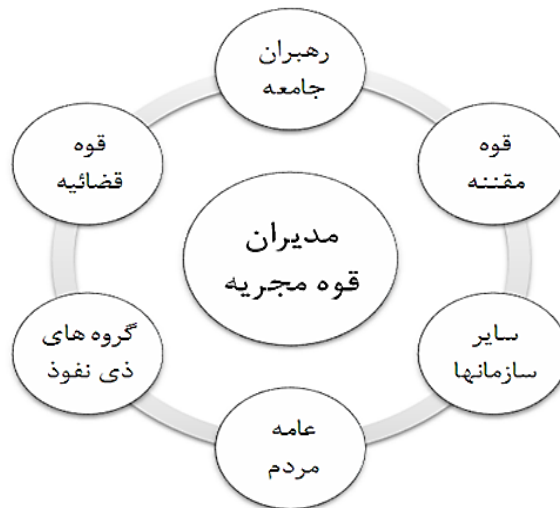 رهبران
جامعه
قوه
مقننه
قوه
قضائیه
مدیران
قوه مجریه
سایر
سازمانها
گروه های
ذی نفوذ
عامه
مردم